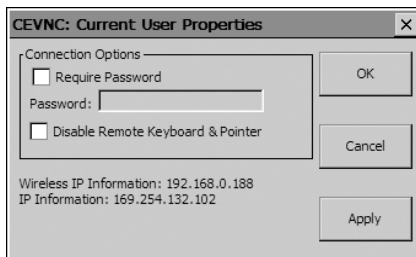 CEVNC: Current User Properties
Connection Options
Require Password
Password:
Disable Remote Keyboard & Pointer
Wireless IP Information: 192.168.0.188
IP Information: 169.254.132.102
OK
Cancel
Apply